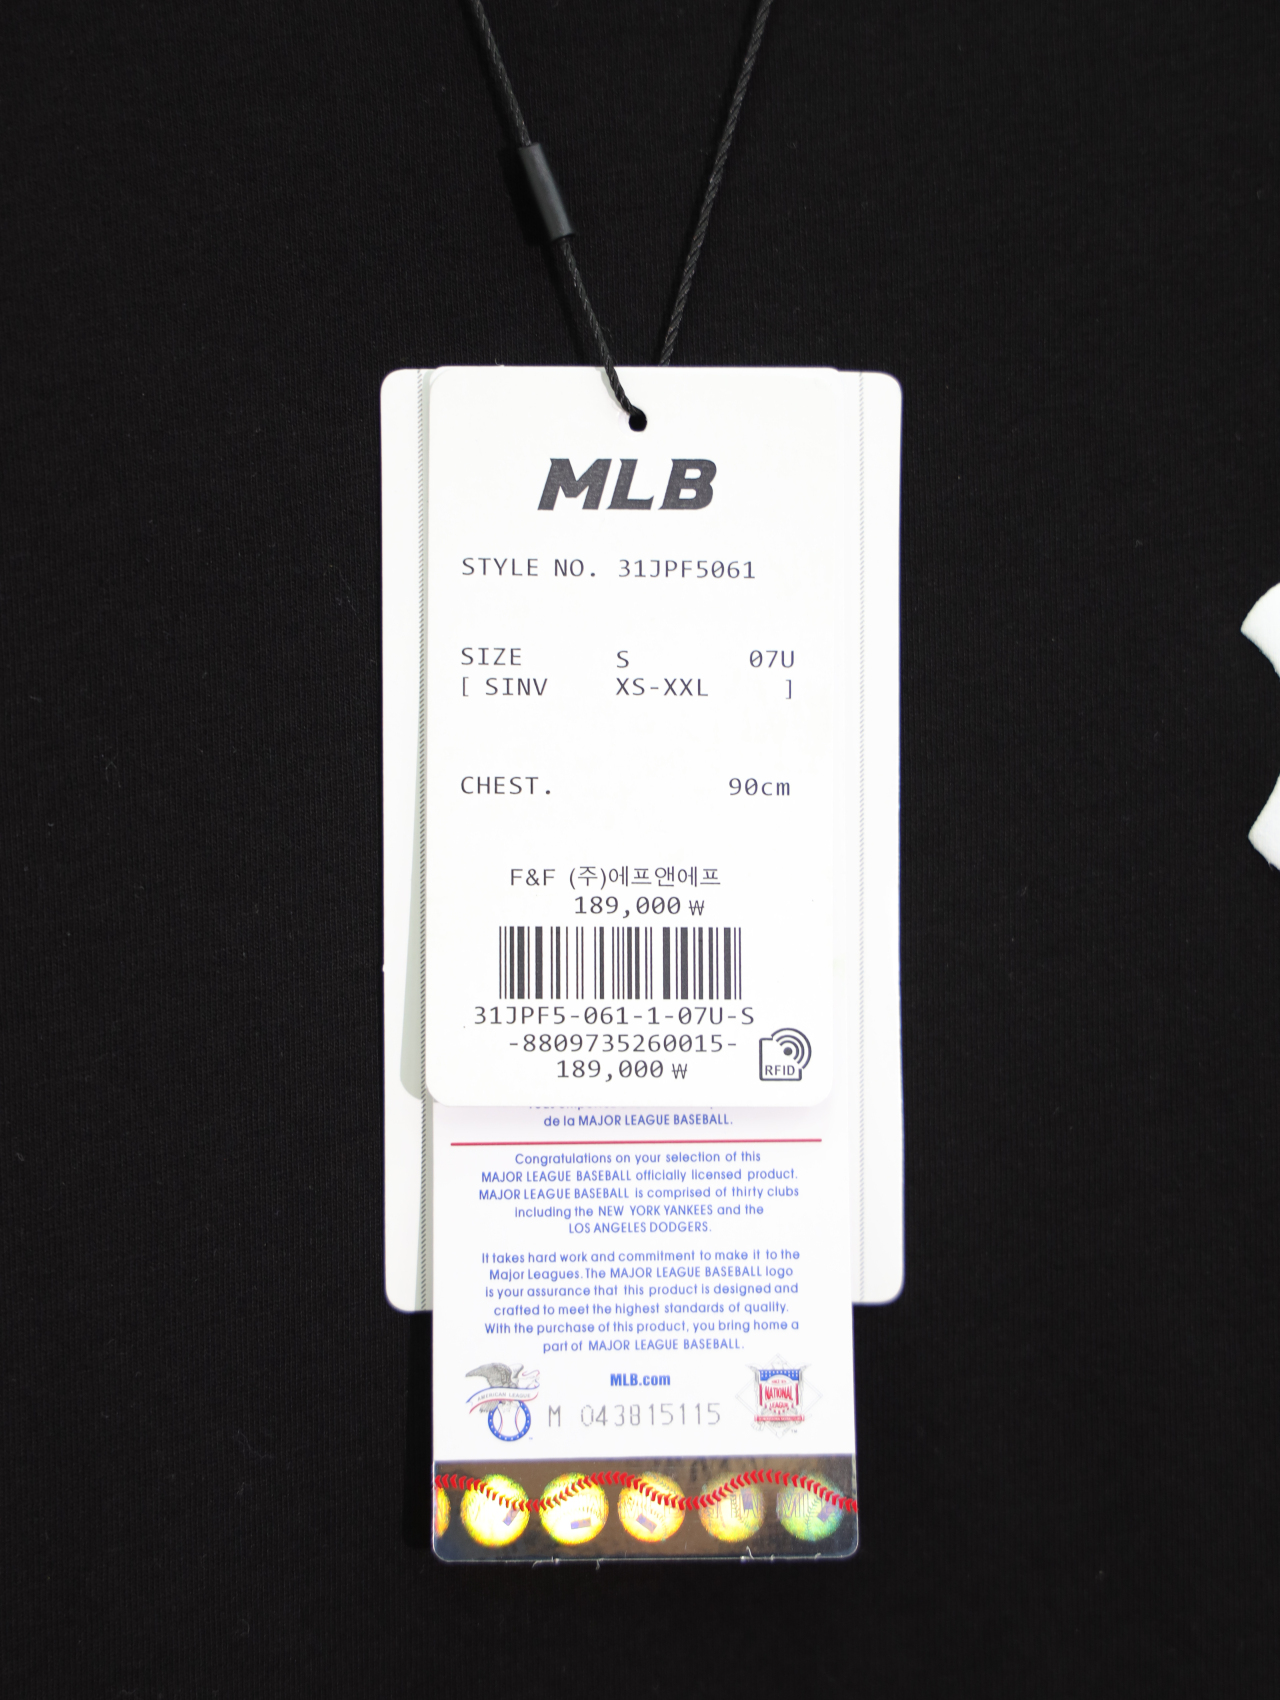 MLB
STYLE NO. 31JPF5061
SIZE S 07U
[ SINV XS-XXL ]
CHEST. 90cm
F&F (주)에프앤에프
189,000 ₩
31JPF5-061-1-07U-S
-8809735260015-
189,000 ₩
RFID
de la MAJOR LEAGUE BASEBALL.
Congratulations on your selection of this
MAJOR LEAGUE BASEBALL officially licensed product.
MAJOR LEAGUE BASEBALL is comprised of thirty clubs
including the NEW YORK YANKEES and the
LOS ANGELES DODGERS.
It takes hard work and commitment to make it to the
Major Leagues. The MAJOR LEAGUE BASEBALL logo
is your assurance that this product is designed and
crafted to meet the highest standards of quality.
With the purchase of this product, you bring home a
part of MAJOR LEAGUE BASEBALL.
MLB.com
AMERICAN LEAGUE
M 043815115
NATIONAL
LEAGUE